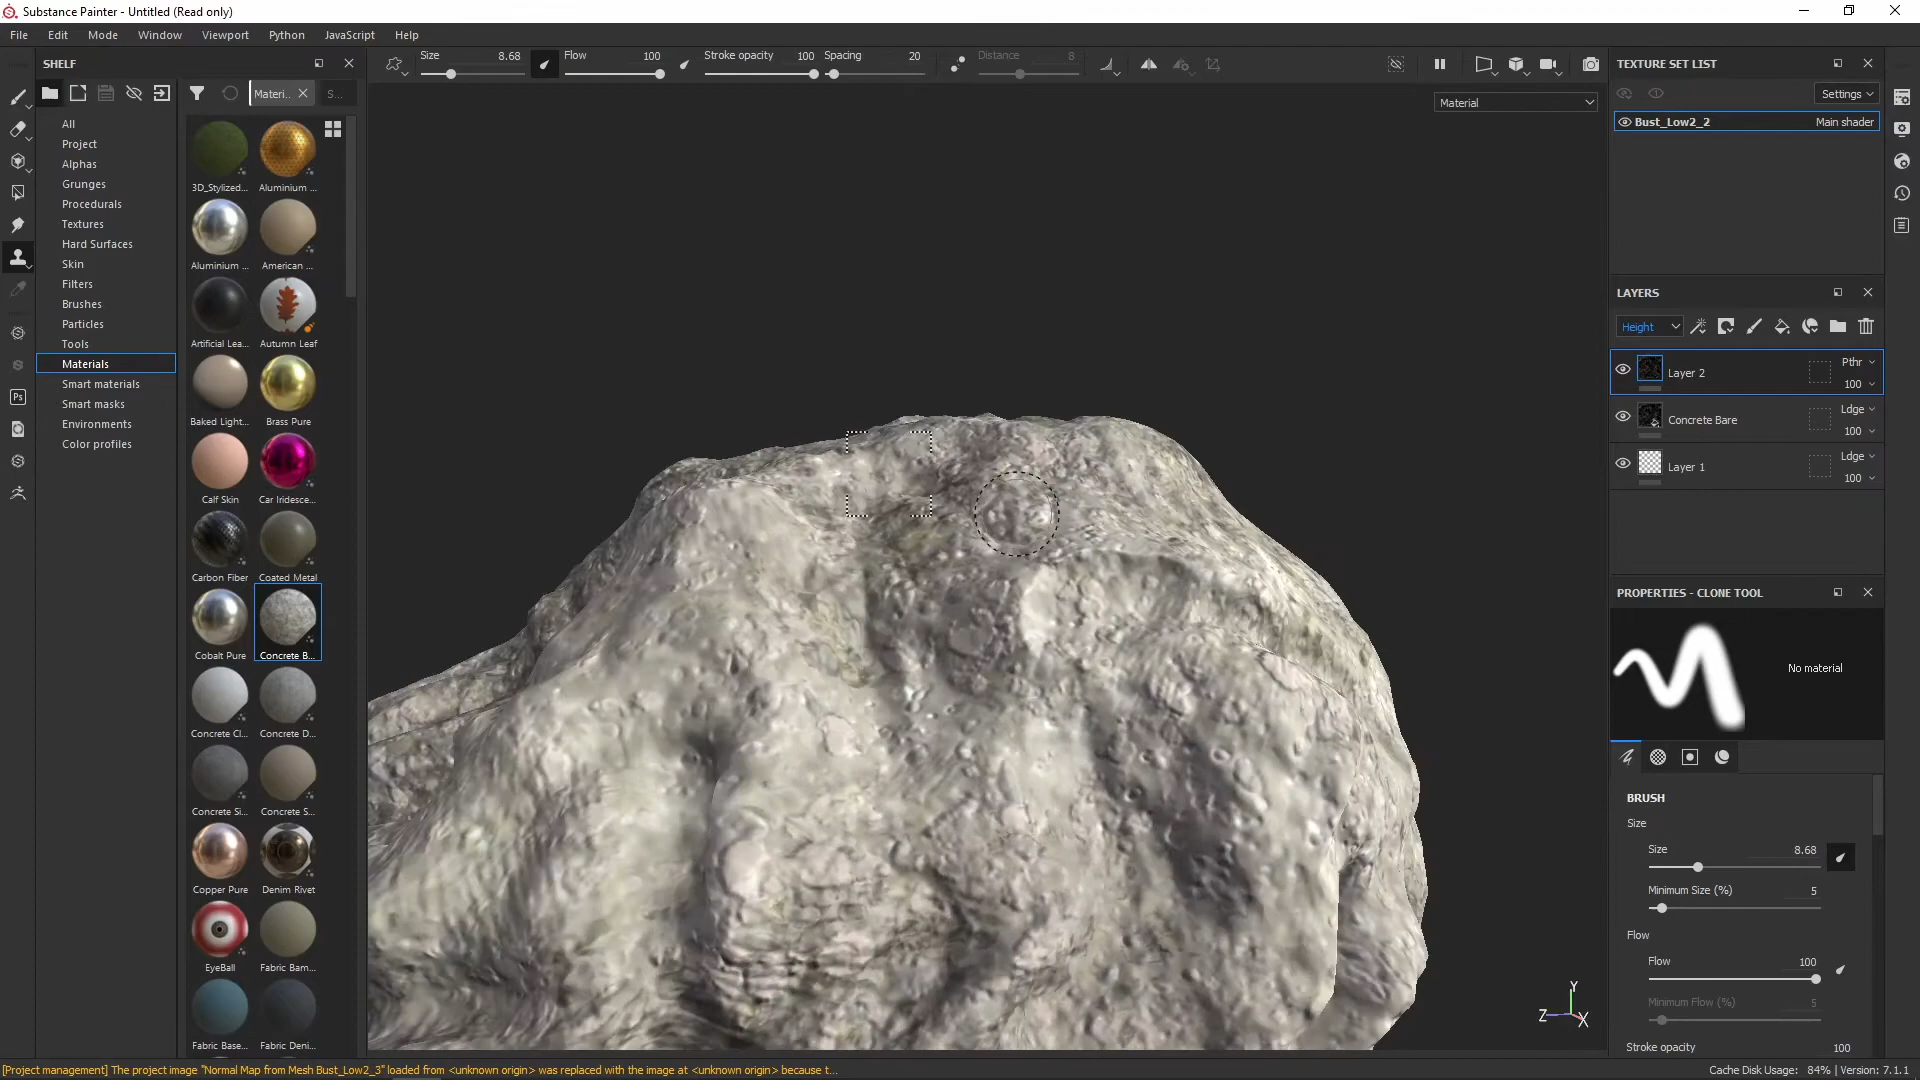 Substance Painter - Untitled (Read only)
File Edit Mode Window Viewport Python JavaScript Help
SHELF
Size 8.68 Flow 100 Stroke opacity 100 Spacing 20 Distance 8
Materi... S...
All
Project
Alphas
Grunges
Procedurals
Textures
Hard Surfaces
Skin
Filters
Brushes
Particles
Tools
Materials
Smart materials
Smart masks
Environments
Color profiles
Ps
3D_Stylized... Aluminium ...
Aluminium ... American ...
Artificial Lea... Autumn Leaf
Baked Light... Brass Pure
Calf Skin Car Iridesce...
Carbon Fiber Coated Metal
Cobalt Pure Concrete B...
Concrete Cl... Concrete D...
Concrete Si... Concrete S...
Copper Pure Denim Rivet
EyeBall Fabric Bam...
Fabric Base... Fabric Deni...
Material
Y
Z X
TEXTURE SET LIST
Settings
Bust_Low2_2 Main shader
LAYERS
Height
Layer 2 Pthr 100
Concrete Bare Ldge 100
Layer 1 Ldge 100
PROPERTIES - CLONE TOOL
No material
BRUSH
Size
Size 8.68
Minimum Size (%) 5
Flow
Flow 100
Minimum Flow (%) 5
Stroke opacity 100
[Project management] The project image "Normal Map from Mesh Bust_Low2_3" loaded from <unknown origin> was replaced with the image at <unknown origin> because t...
Cache Disk Usage: 84% | Version: 7.1.1